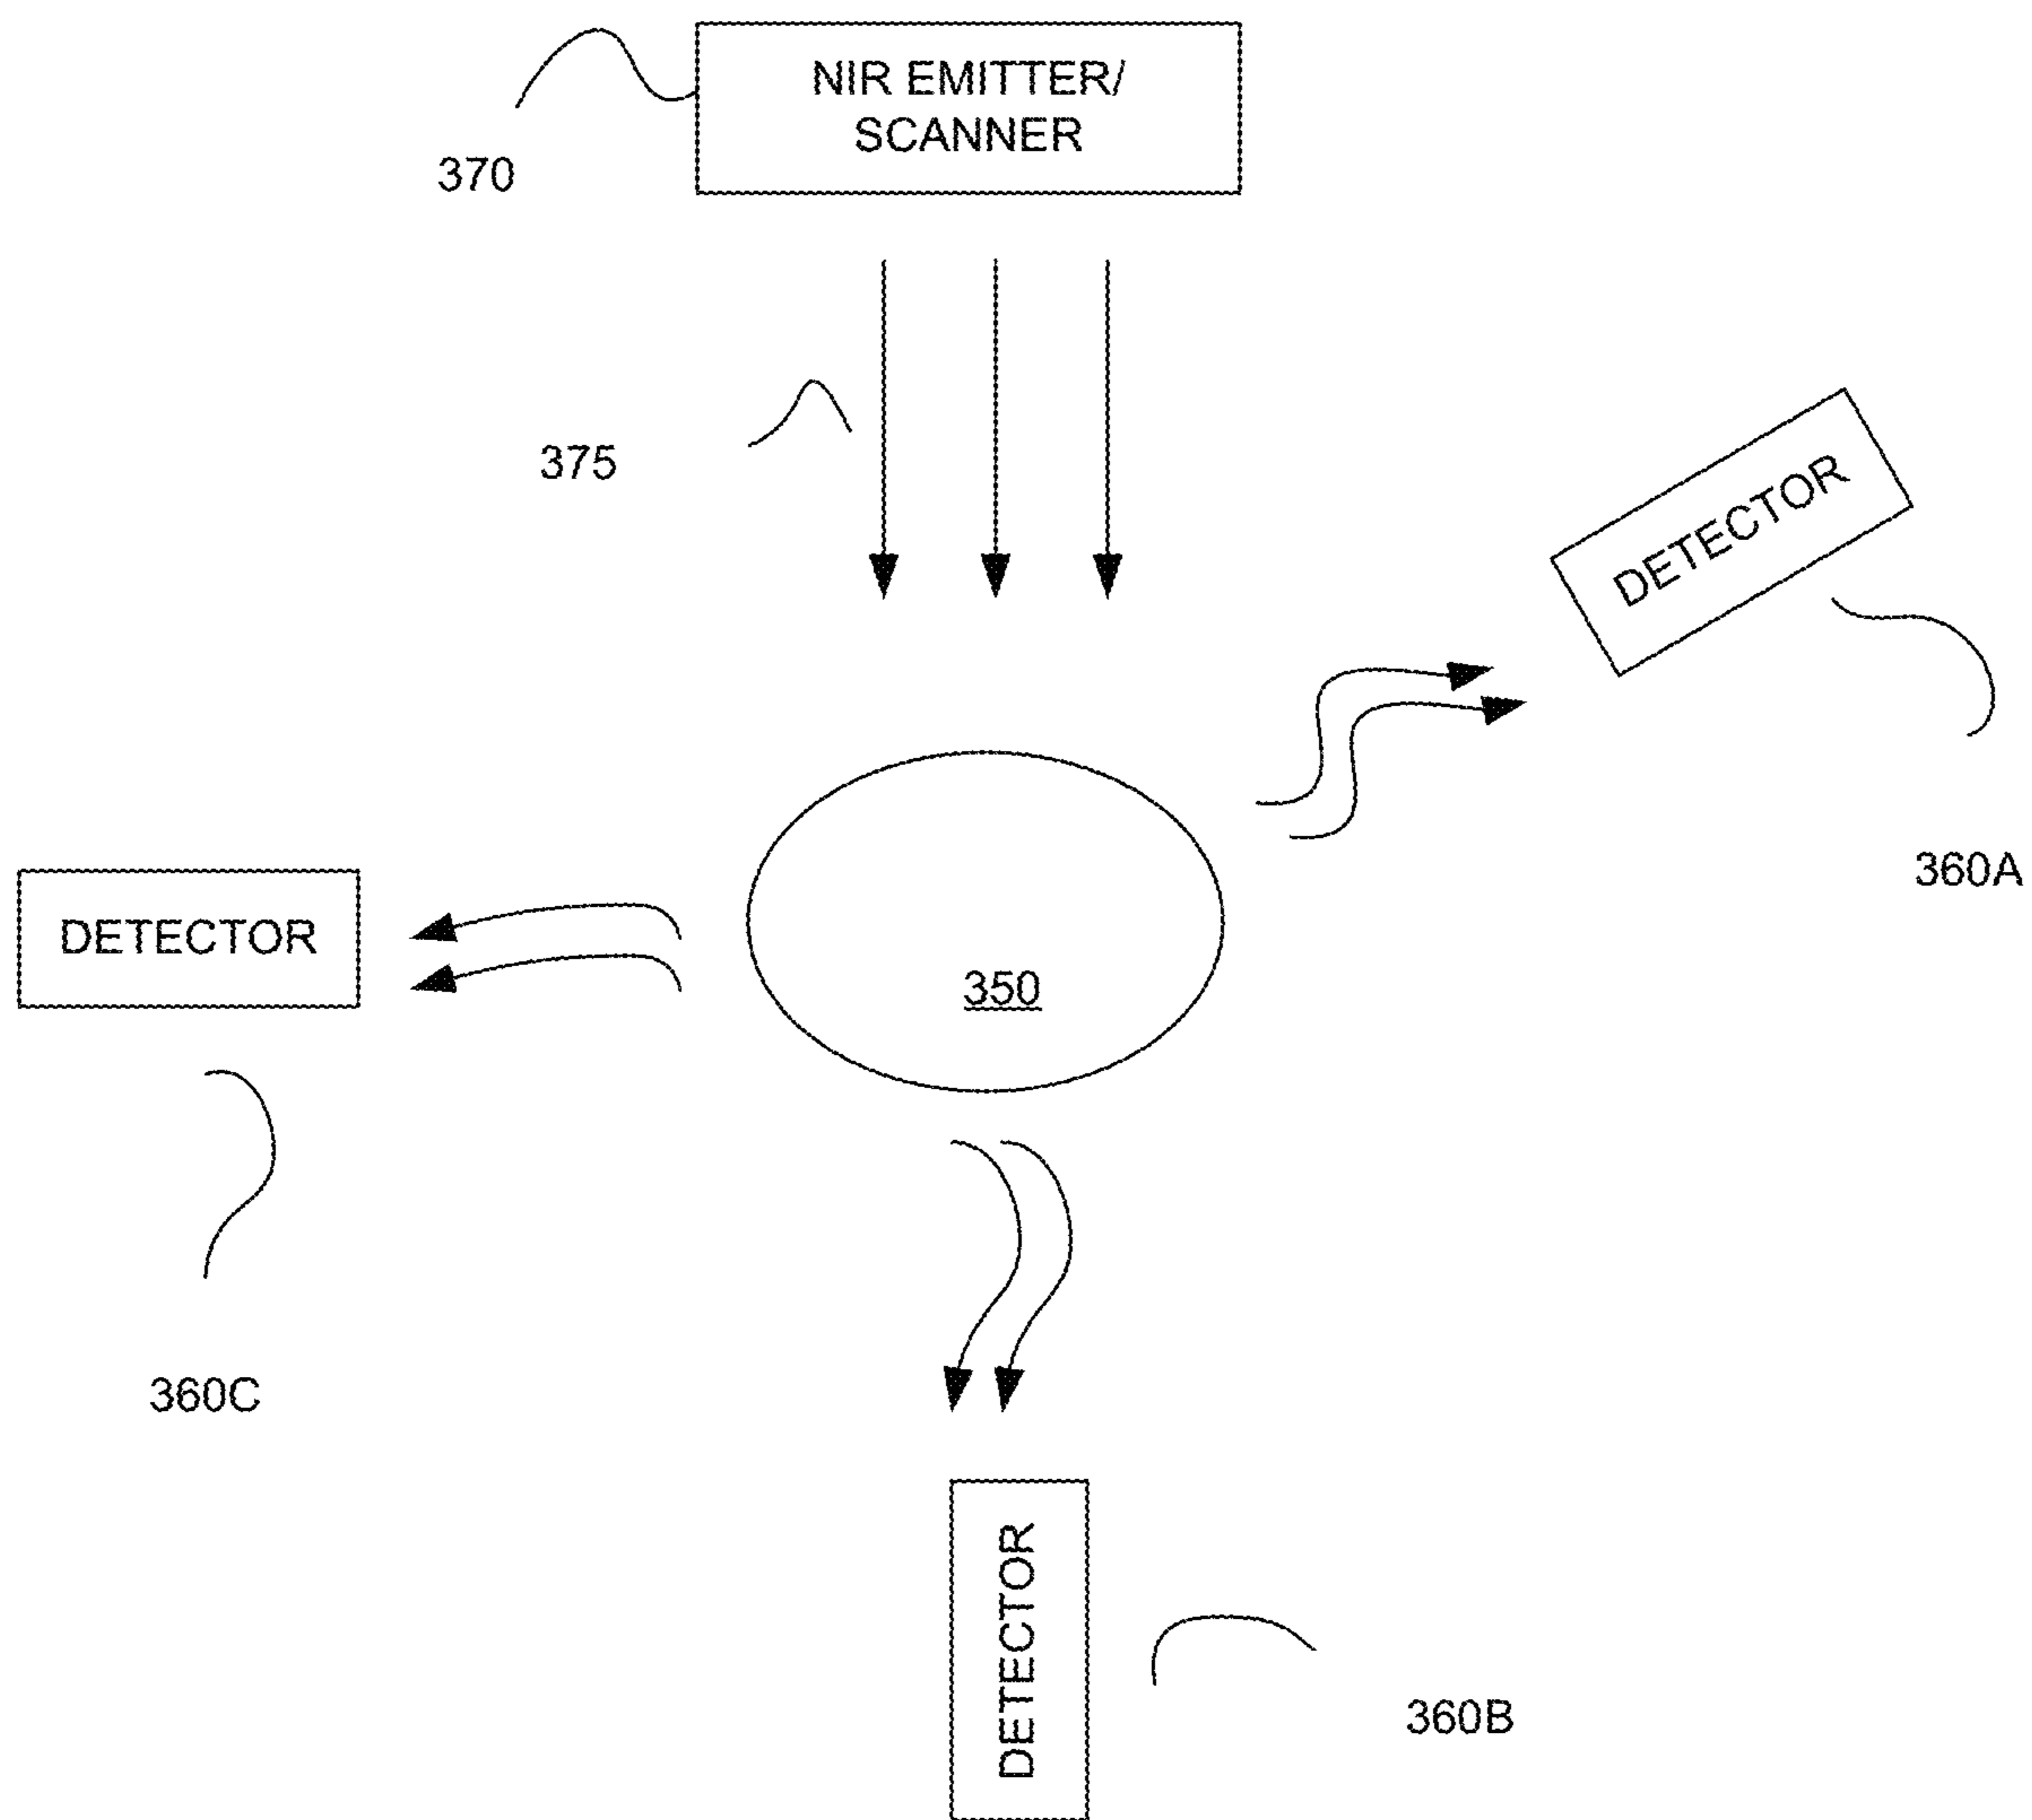 NIR EMITTER/
SCANNER
370
375
DETECTOR
360A
DETECTOR
350
360C
DETECTOR
360B